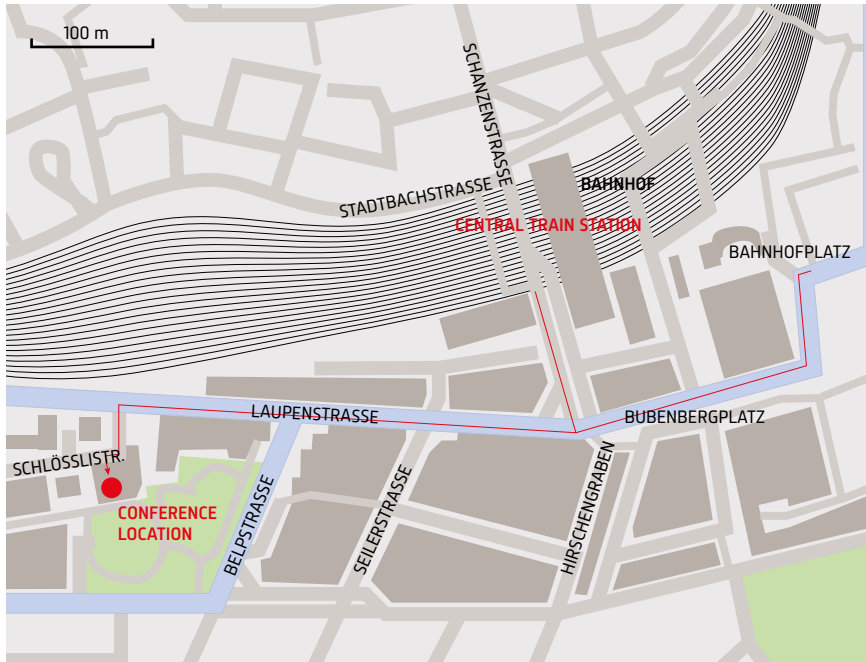 100 m
SCHANZENSTRASSE
STADTBACHSTRASSE
BAHNHOF
CENTRAL TRAIN STATION
BAHNHOFPLATZ
LAUPENSTRASSE
BUBENBERGPLATZ
SCHLÖSSLISTR.
CONFERENCE
LOCATION
BELPSTRASSE
SEILERSTRASSE
HIRSCHENGRABEN